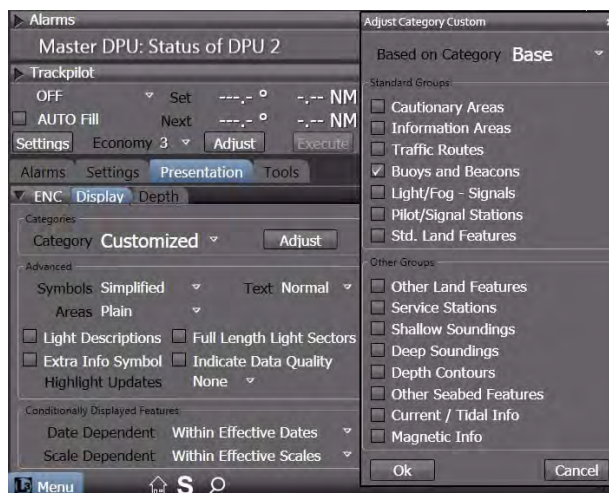 Alarms
Master DPU: Status of DPU 2
Trackpilot
OFF Set ---.- ° -.-- NM
AUTO Fill Next ---.- ° -.-- NM
Settings Economy 3 Adjust Execute
Alarms Settings Presentation Tools
ENC Display Depth
Categories
Category Customized Adjust
Advanced
Symbols Simplified Text Normal
Areas Plain
Light Descriptions Full Length Light Sectors
Extra Info Symbol Indicate Data Quality
Highlight Updates None
Conditionally Displayed Features
Date Dependent Within Effective Dates
Scale Dependent Within Effective Scales
Menu S
Adjust Category Custom
Based on Category Base
Standard Groups
Cautionary Areas
Information Areas
Traffic Routes
Buoys and Beacons
Light/Fog - Signals
Pilot/Signal Stations
Std. Land Features
Other Groups
Other Land Features
Service Stations
Shallow Soundings
Deep Soundings
Depth Contours
Other Seabed Features
Current / Tidal Info
Magnetic Info
Ok Cancel